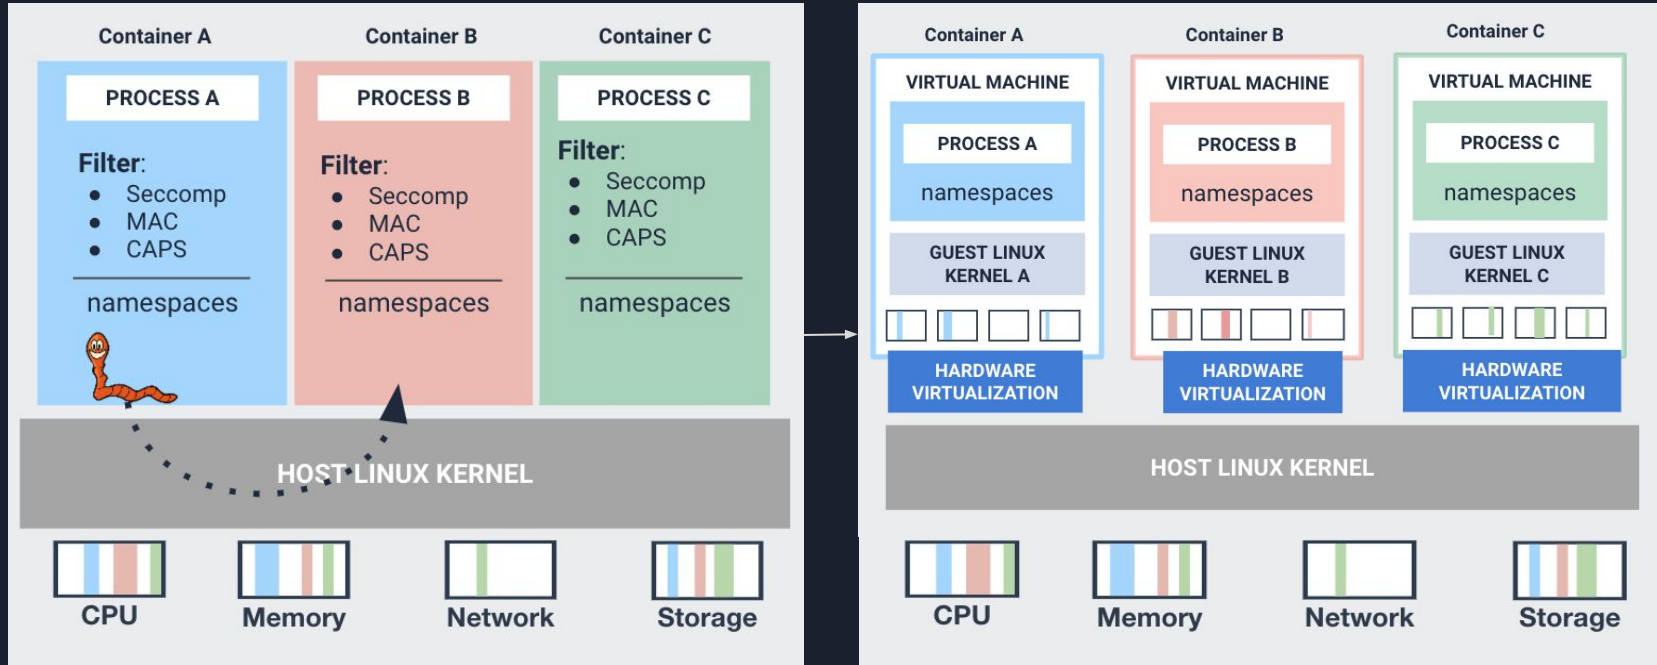 Container A
Container B
Container C
PROCESS A
PROCESS B
PROCESS C
Filter:
● Seccomp
● MAC
● CAPS
namespaces
Filter:
● Seccomp
● MAC
● CAPS
namespaces
Filter:
● Seccomp
● MAC
● CAPS
namespaces
HOST LINUX KERNEL
CPU
Memory
Network
Storage
Container A
Container B
Container C
VIRTUAL MACHINE
PROCESS A
namespaces
GUEST LINUX
KERNEL A
HARDWARE
VIRTUALIZATION
VIRTUAL MACHINE
PROCESS B
namespaces
GUEST LINUX
KERNEL B
HARDWARE
VIRTUALIZATION
VIRTUAL MACHINE
PROCESS C
namespaces
GUEST LINUX
KERNEL C
HARDWARE
VIRTUALIZATION
HOST LINUX KERNEL
CPU
Memory
Network
Storage